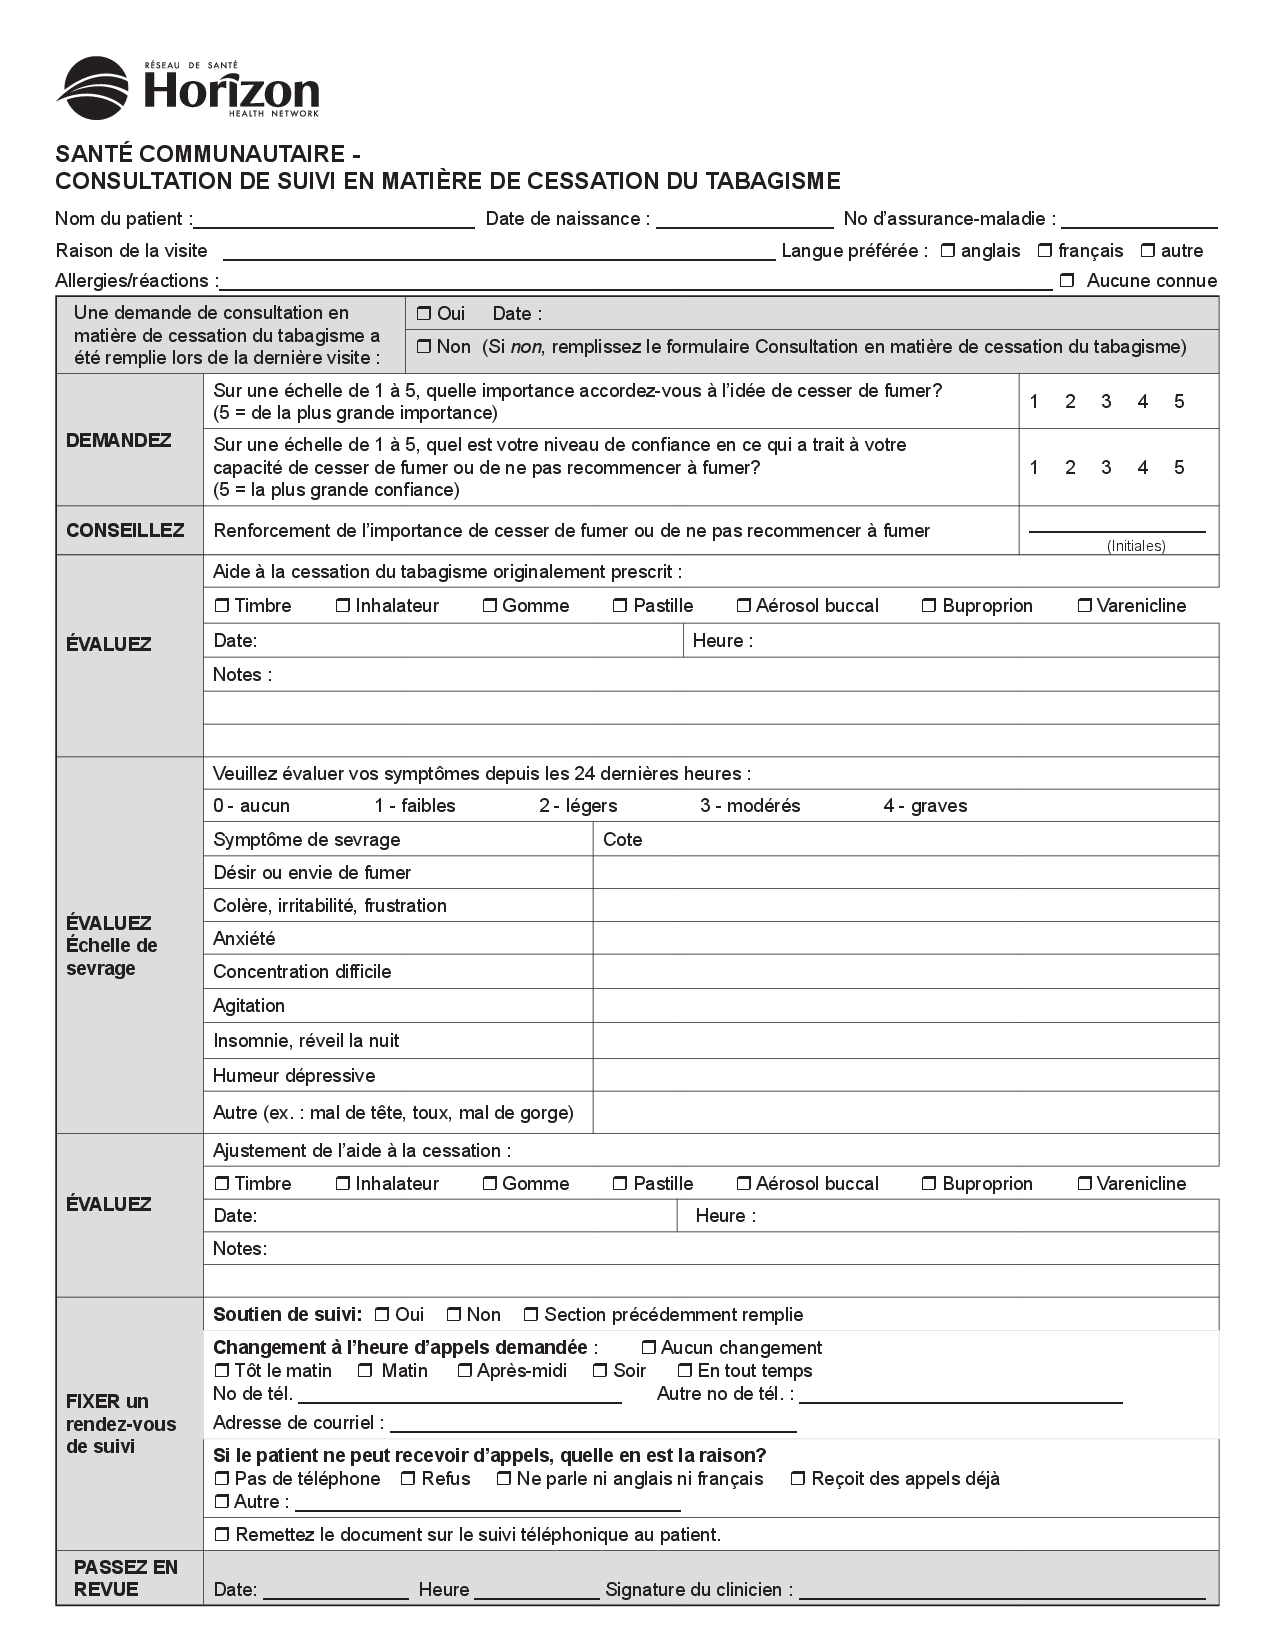 RÉSEAU DE SANTÉ
Horizon
HEALTH NETWORK
SANTÉ COMMUNAUTAIRE -
CONSULTATION DE SUIVI EN MATIÈRE DE CESSATION DU TABAGISME
Nom du patient : Date de naissance : No d'assurance-maladie :
Raison de la visite Langue préférée : ❒ anglais ❒ français ❒ autre
Allergies/réactions : ❒ Aucune connue
Une demande de consultation en
matière de cessation du tabagisme a
été remplie lors de la dernière visite :
❒ Oui Date :
❒ Non (Si non, remplissez le formulaire Consultation en matière de cessation du tabagisme)
DEMANDEZ
Sur une échelle de 1 à 5, quelle importance accordez-vous à l'idée de cesser de fumer?
(5 = de la plus grande importance)
1 2 3 4 5
Sur une échelle de 1 à 5, quel est votre niveau de confiance en ce qui a trait à votre
capacité de cesser de fumer ou de ne pas recommencer à fumer?
(5 = la plus grande confiance)
1 2 3 4 5
CONSEILLEZ
Renforcement de l'importance de cesser de fumer ou de ne pas recommencer à fumer
(Initiales)
ÉVALUEZ
Aide à la cessation du tabagisme originalement prescrit :
❒ Timbre ❒ Inhalateur ❒ Gomme ❒ Pastille ❒ Aérosol buccal ❒ Buproprion ❒ Varenicline
Date: Heure :
Notes :
ÉVALUEZ
Échelle de
sevrage
Veuillez évaluer vos symptômes depuis les 24 dernières heures :
0 - aucun 1 - faibles 2 - légers 3 - modérés 4 - graves
Symptôme de sevrage Cote
Désir ou envie de fumer
Colère, irritabilité, frustration
Anxiété
Concentration difficile
Agitation
Insomnie, réveil la nuit
Humeur dépressive
Autre (ex. : mal de tête, toux, mal de gorge)
ÉVALUEZ
Ajustement de l'aide à la cessation :
❒ Timbre ❒ Inhalateur ❒ Gomme ❒ Pastille ❒ Aérosol buccal ❒ Buproprion ❒ Varenicline
Date: Heure :
Notes:
FIXER un
rendez-vous
de suivi
Soutien de suivi: ❒ Oui ❒ Non ❒ Section précédemment remplie
Changement à l'heure d'appels demandée : ❒ Aucun changement
❒ Tôt le matin ❒ Matin ❒ Après-midi ❒ Soir ❒ En tout temps
No de tél. Autre no de tél. :
Adresse de courriel :
Si le patient ne peut recevoir d'appels, quelle en est la raison?
❒ Pas de téléphone ❒ Refus ❒ Ne parle ni anglais ni français ❒ Reçoit des appels déjà
❒ Autre :
❒ Remettez le document sur le suivi téléphonique au patient.
PASSEZ EN
REVUE
Date: Heure Signature du clinicien :